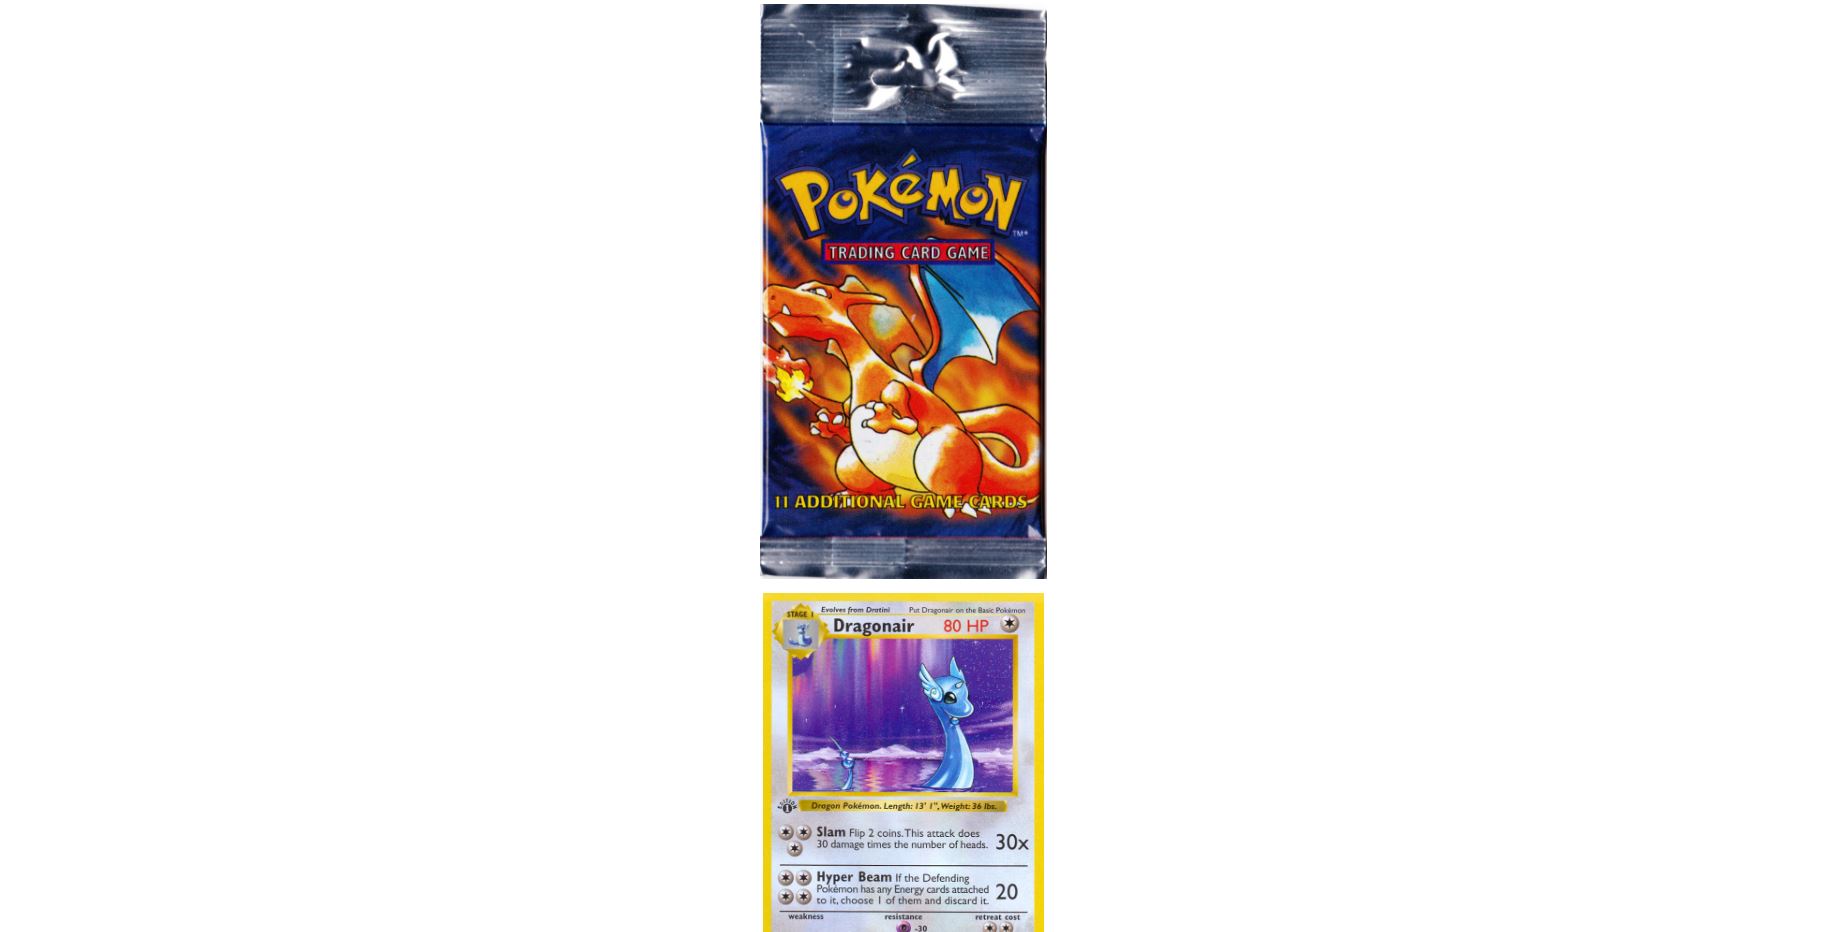 POKéMON
TM®
TRADING CARD GAME
11 ADDITIONAL GAME CARDS
STAGE 1
Evolves from Dratini
Put Dragonair on the Basic Pokémon
Dragonair
80 HP
EDITION
1
Dragon Pokémon. Length: 13' 1", Weight: 36 lbs.
Slam Flip 2 coins. This attack does
30 damage times the number of heads.
30x
Hyper Beam If the Defending
Pokémon has any Energy cards attached
to it, choose 1 of them and discard it.
20
weakness
resistance
retreat cost
-30